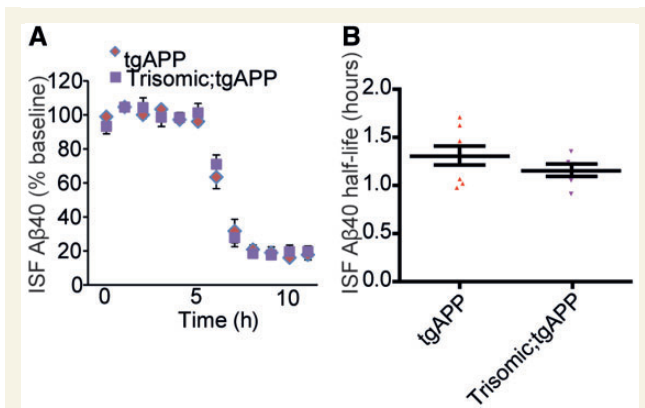 A
tgAPP
Trisomic;tgAPP
ISF Aβ40 (% baseline)
120
100
80
60
40
20
0
0 5 10
Time (h)
B
ISF Aβ40 half-life (hours)
2.0
1.5
1.0
0.5
0.0
tgAPP
Trisomic;tgAPP